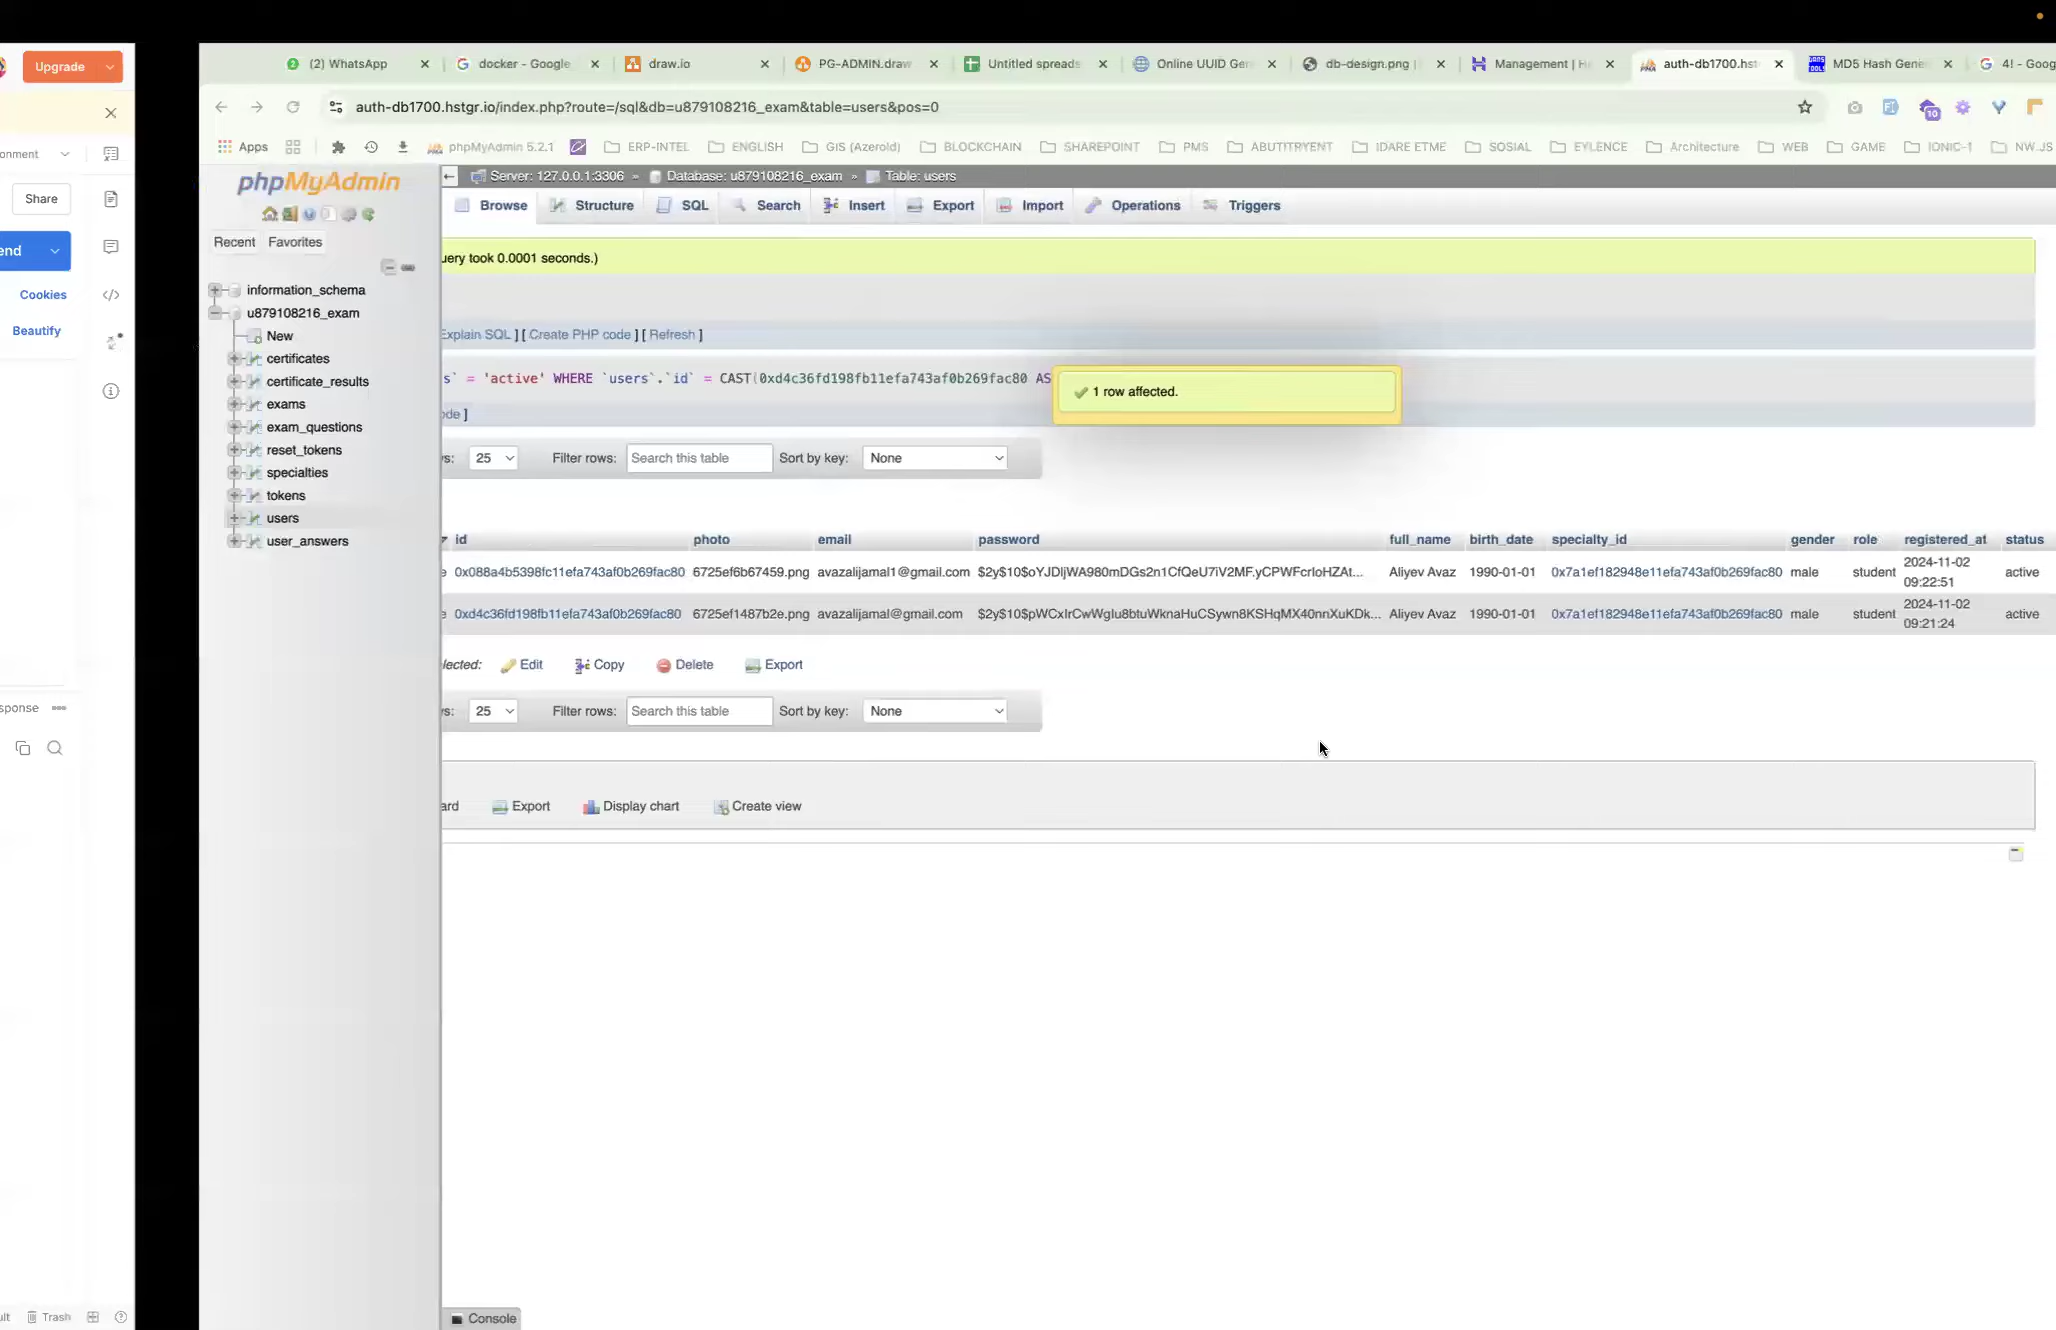 Upgrade
onment
Share
end
Cookies
Beautify
sponse
ult
Trash
(2) WhatsApp
docker - Google
draw.io
PG-ADMIN.draw
Untitled spreads
Online UUID Gen
db-design.png |
Management | H
auth-db1700.hst
MD5 Hash Gene
4! - Goog
auth-db1700.hstgr.io/index.php?route=/sql&db=u879108216_exam&table=users&pos=0
10
Apps
phpMyAdmin 5.2.1
ERP-INTEL
ENGLISH
GIS (Azerold)
BLOCKCHAIN
SHAREPOINT
PMS
ABUTITRYENT
IDARE ETME
SOSIAL
EYLENCE
Architecture
WEB
GAME
IONIC-1
NW.JS
phpMyAdmin
Recent Favorites
information_schema
u879108216_exam
New
certificates
certificate_results
exams
exam_questions
reset_tokens
specialties
tokens
users
user_answers
Server: 127.0.0.1:3306 » Database: u879108216_exam » Table: users
Browse Structure SQL Search Insert Export Import Operations Triggers
uery took 0.0001 seconds.)
Explain SQL ] [ Create PHP code ] [ Refresh ]
s` = 'active' WHERE `users`.`id` = CAST(0xd4c36fd198fb11efa743af0b269fac80 AS
1 row affected.
ode ]
rs: 25 Filter rows: Search this table Sort by key: None
id photo email password full_name birth_date specialty_id gender role registered_at status
e 0x088a4b5398fc11efa743af0b269fac80 6725ef6b67459.png avazalijamal1@gmail.com $2y$10$oYJDljWA980mDGs2n1CfQeU7iV2MF.yCPWFcrIoHZAt... Aliyev Avaz 1990-01-01 0x7a1ef182948e11efa743af0b269fac80 male student 2024-11-02 09:22:51 active
e 0xd4c36fd198fb11efa743af0b269fac80 6725ef1487b2e.png avazalijamal@gmail.com $2y$10$pWCxIrCwWgIu8btuWknaHuCSywn8KSHqMX40nnXuKDk... Aliyev Avaz 1990-01-01 0x7a1ef182948e11efa743af0b269fac80 male student 2024-11-02 09:21:24 active
elected: Edit Copy Delete Export
rs: 25 Filter rows: Search this table Sort by key: None
ard Export Display chart Create view
Console